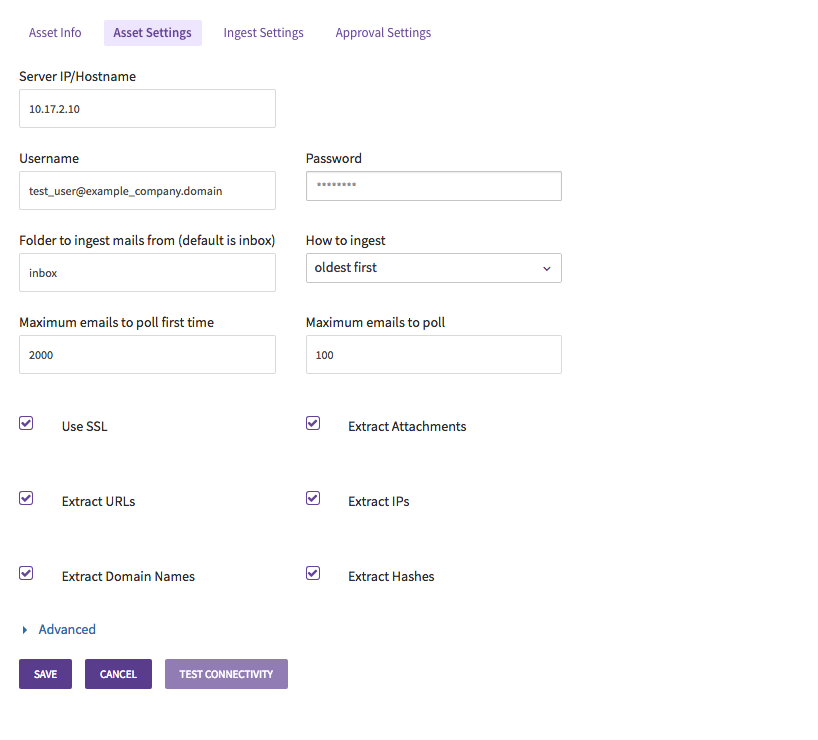 Asset Info Asset Settings Ingest Settings Approval Settings
Server IP/Hostname
10.17.2.10
Username Password
test_user@example_company.domain ********
Folder to ingest mails from (default is inbox) How to ingest
inbox oldest first
Maximum emails to poll first time Maximum emails to poll
2000 100
Use SSL Extract Attachments
Extract URLs Extract IPs
Extract Domain Names Extract Hashes
Advanced
SAVE CANCEL TEST CONNECTIVITY